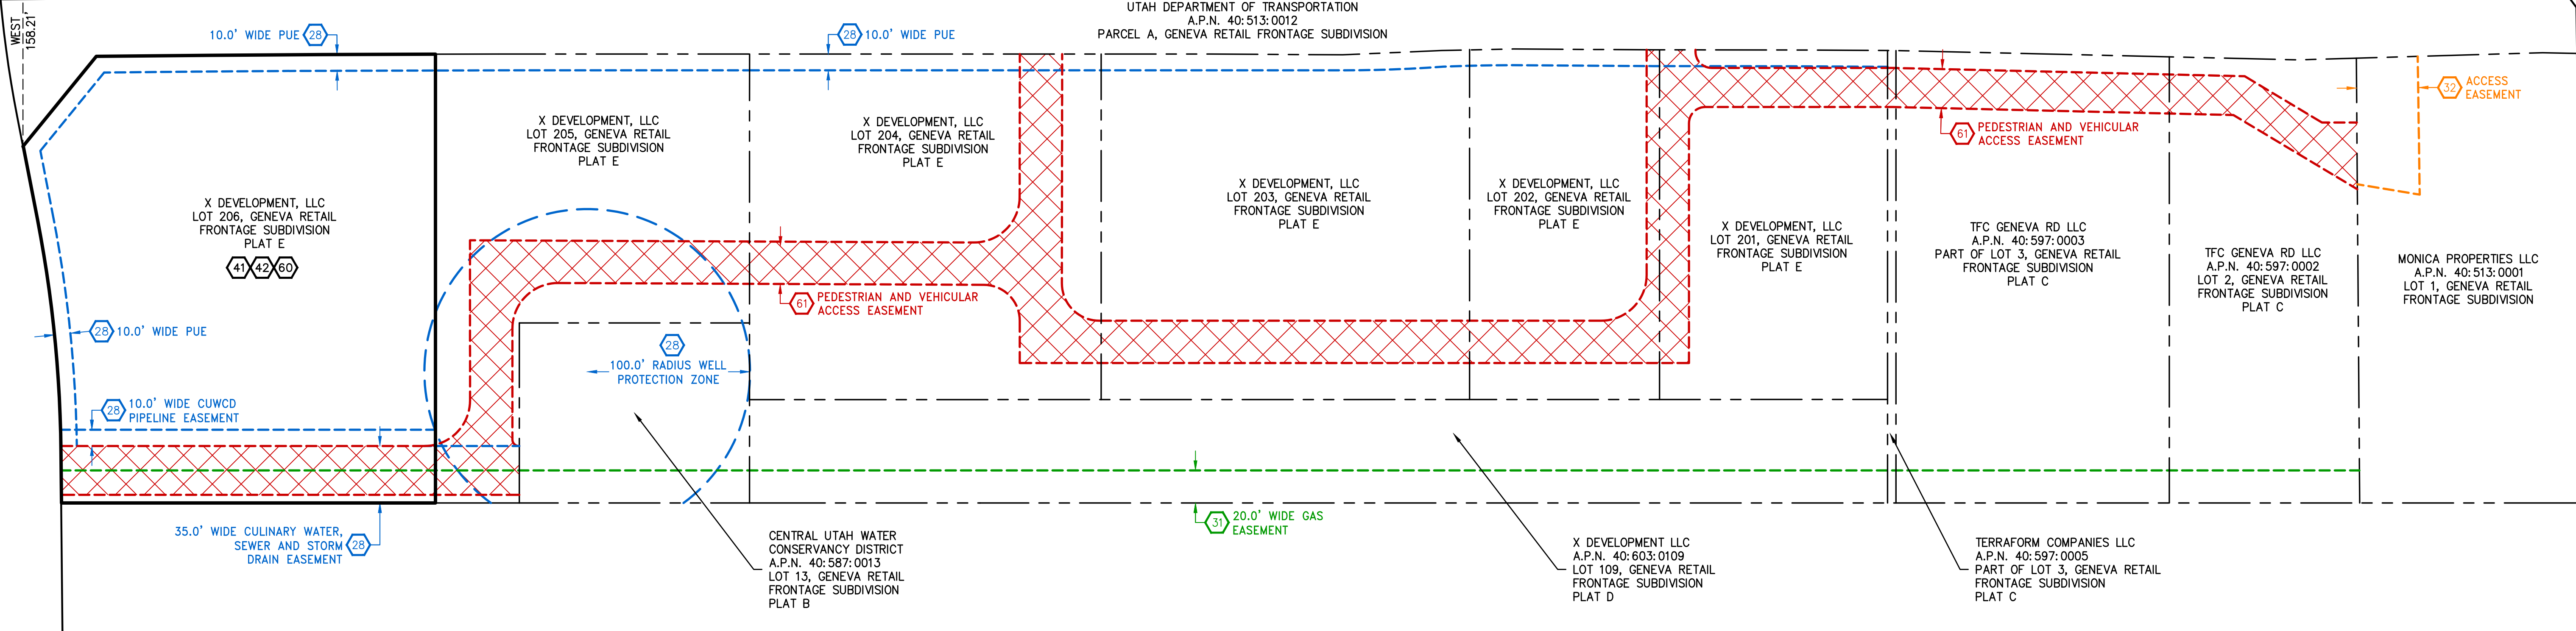 WEST
158.21'
10.0' WIDE PUE 28
28 10.0' WIDE PUE
UTAH DEPARTMENT OF TRANSPORTATION
A.P.N. 40:513:0012
PARCEL A, GENEVA RETAIL FRONTAGE SUBDIVISION
32 ACCESS
EASEMENT
X DEVELOPMENT, LLC
LOT 206, GENEVA RETAIL
FRONTAGE SUBDIVISION
PLAT E
41 42 60
X DEVELOPMENT, LLC
LOT 205, GENEVA RETAIL
FRONTAGE SUBDIVISION
PLAT E
X DEVELOPMENT, LLC
LOT 204, GENEVA RETAIL
FRONTAGE SUBDIVISION
PLAT E
X DEVELOPMENT, LLC
LOT 203, GENEVA RETAIL
FRONTAGE SUBDIVISION
PLAT E
X DEVELOPMENT, LLC
LOT 202, GENEVA RETAIL
FRONTAGE SUBDIVISION
PLAT E
X DEVELOPMENT, LLC
LOT 201, GENEVA RETAIL
FRONTAGE SUBDIVISION
PLAT E
61 PEDESTRIAN AND VEHICULAR
ACCESS EASEMENT
TFC GENEVA RD LLC
A.P.N. 40:597:0003
PART OF LOT 3, GENEVA RETAIL
FRONTAGE SUBDIVISION
PLAT C
TFC GENEVA RD LLC
A.P.N. 40:597:0002
LOT 2, GENEVA RETAIL
FRONTAGE SUBDIVISION
PLAT C
MONICA PROPERTIES LLC
A.P.N. 40:513:0001
LOT 1, GENEVA RETAIL
FRONTAGE SUBDIVISION
28 10.0' WIDE PUE
61 PEDESTRIAN AND VEHICULAR
ACCESS EASEMENT
28
100.0' RADIUS WELL
PROTECTION ZONE
28 10.0' WIDE CUWCD
PIPELINE EASEMENT
35.0' WIDE CULINARY WATER,
SEWER AND STORM 28
DRAIN EASEMENT
CENTRAL UTAH WATER
CONSERVANCY DISTRICT
A.P.N. 40:587:0013
LOT 13, GENEVA RETAIL
FRONTAGE SUBDIVISION
PLAT B
31 20.0' WIDE GAS
EASEMENT
X DEVELOPMENT LLC
A.P.N. 40:603:0109
LOT 109, GENEVA RETAIL
FRONTAGE SUBDIVISION
PLAT D
TERRAFORM COMPANIES LLC
A.P.N. 40:597:0005
PART OF LOT 3, GENEVA RETAIL
FRONTAGE SUBDIVISION
PLAT C